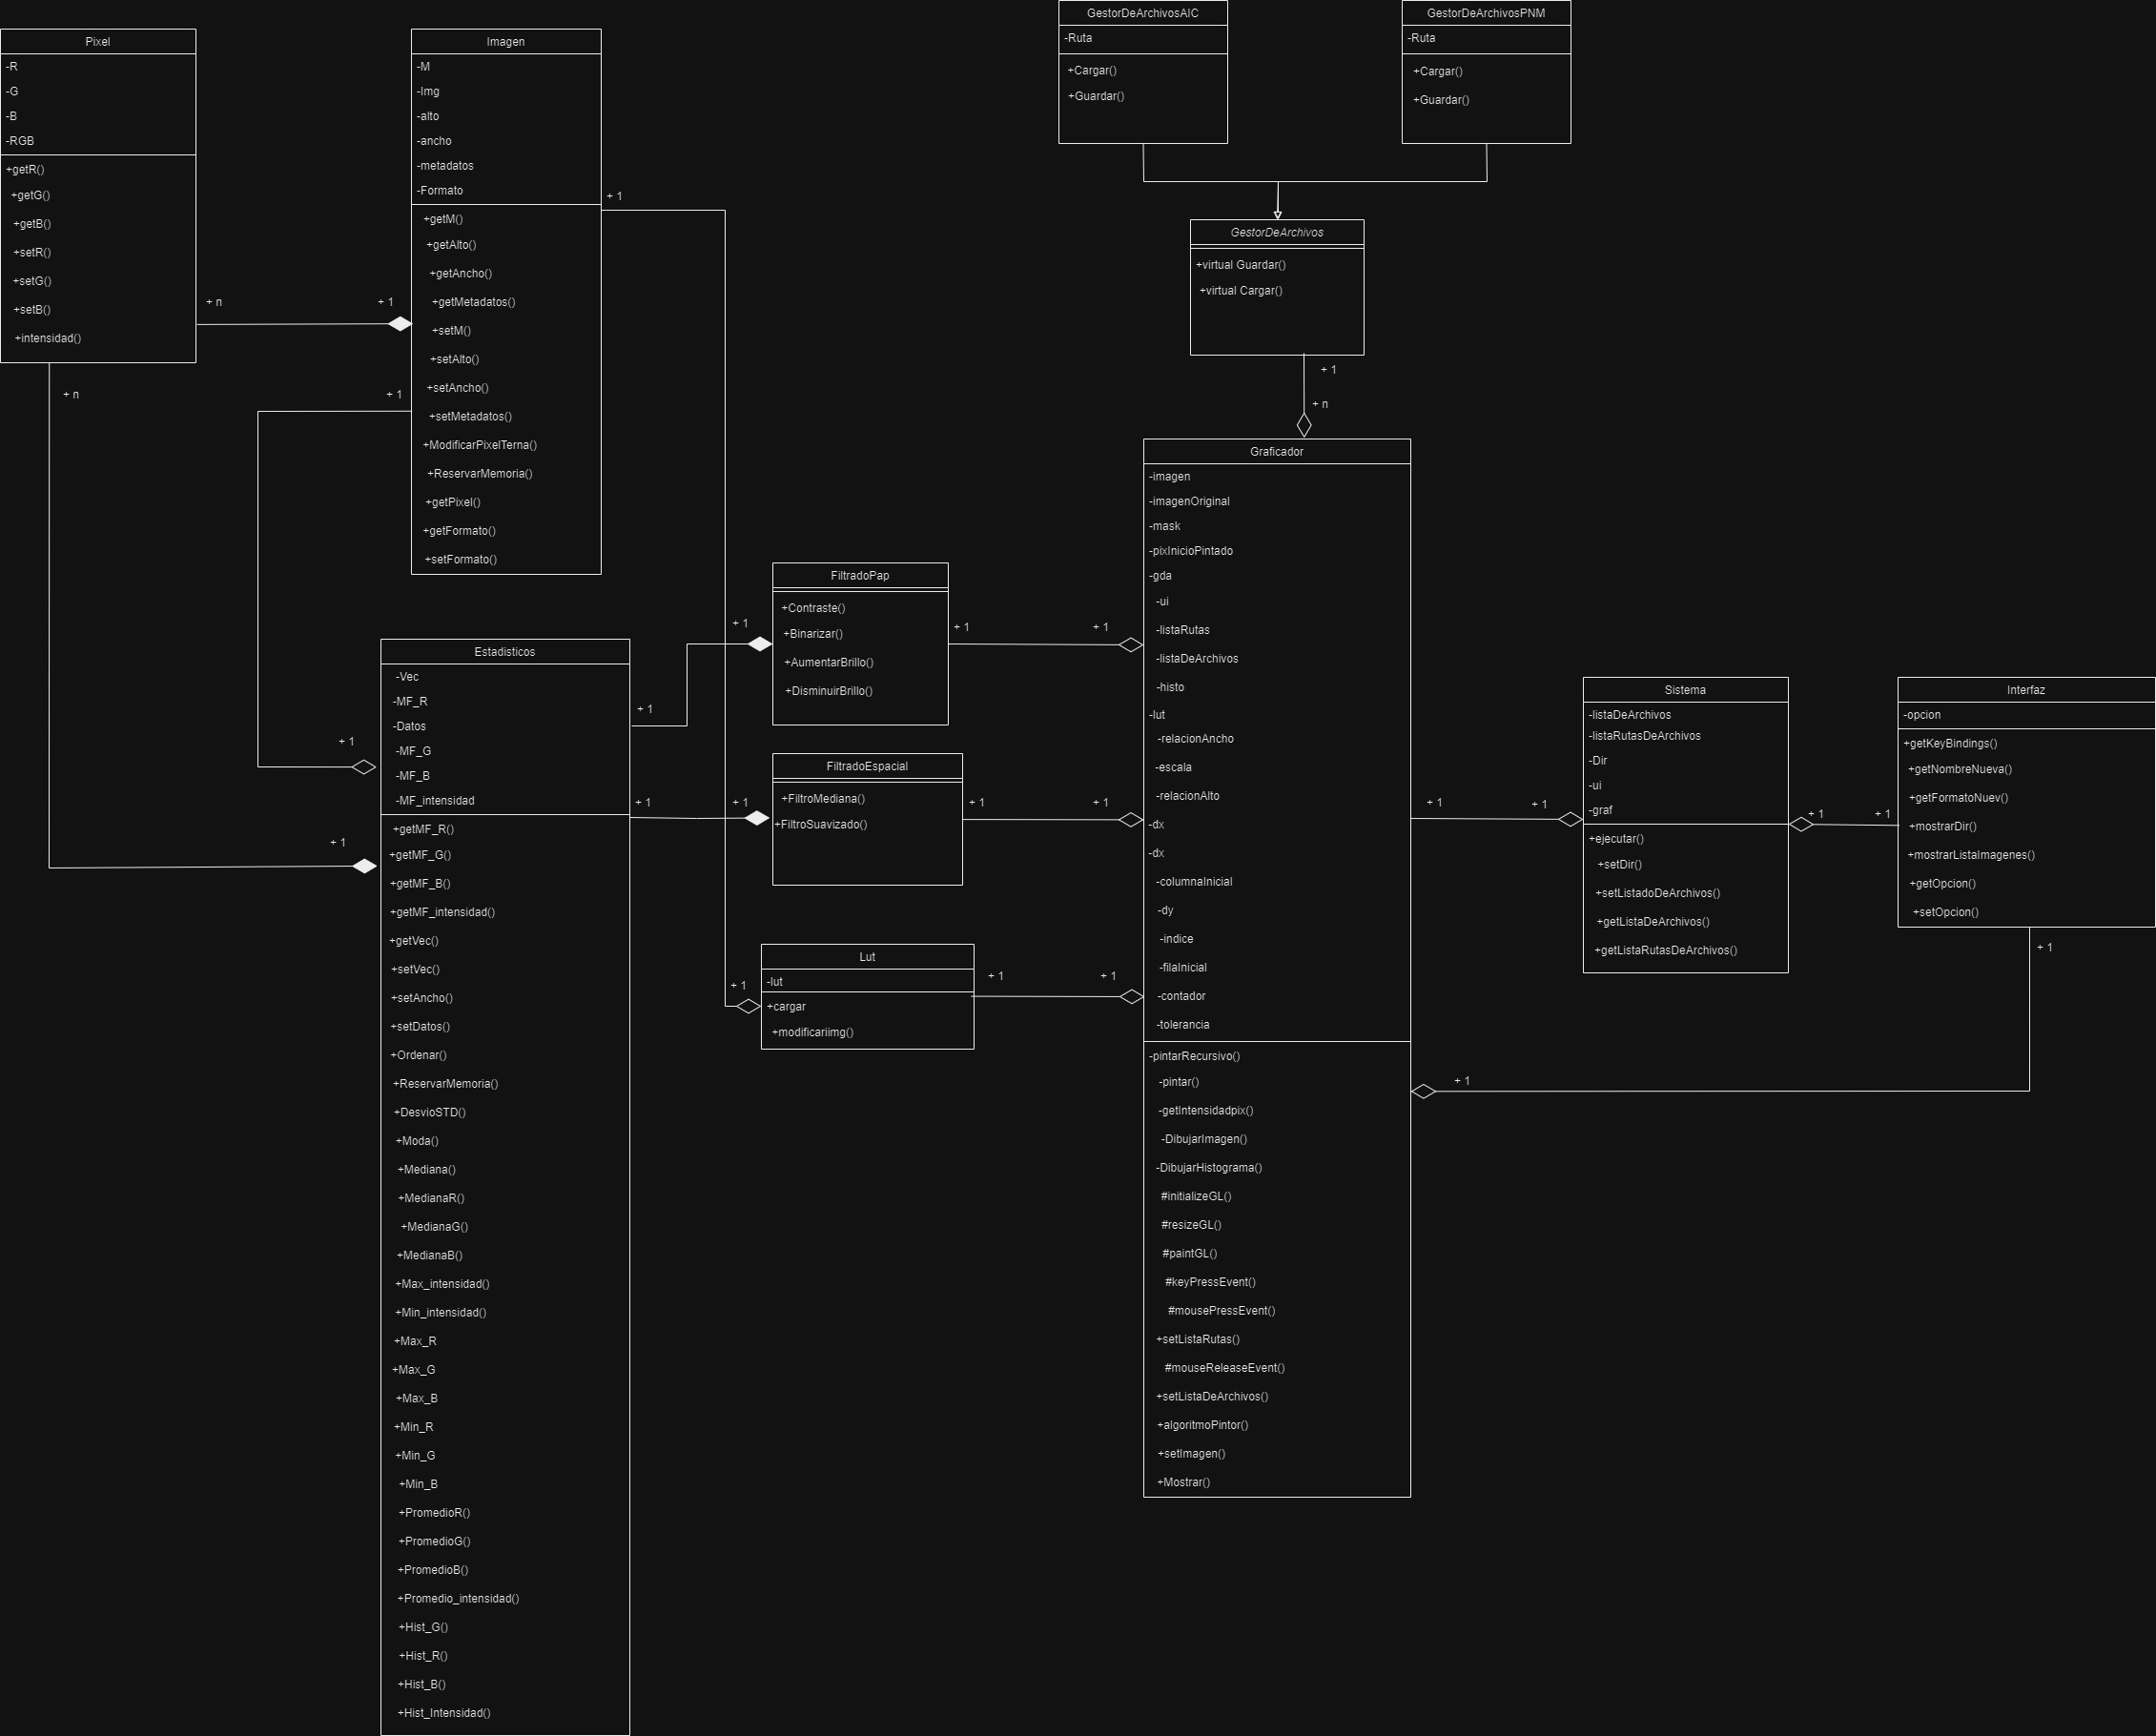 Pixel
-R
-G
-B
-RGB
+getR()
+getG()
+getB()
+setR()
+setG()
+setB()
+intensidad()
+ n
+ 1
+ n
Imagen
-M
-Img
-alto
-ancho
-metadatos
-Formato
+getM()
+getAlto()
+getAncho()
+getMetadatos()
+setM()
+setAlto()
+setAncho()
+setMetadatos()
+ModificarPixelTerna()
+ReservarMemoria()
+getPixel()
+getFormato()
+setFormato()
+ 1
+ 1
GestorDeArchivosAIC
-Ruta
+Cargar()
+Guardar()
GestorDeArchivosPNM
-Ruta
+Cargar()
+Guardar()
GestorDeArchivos
+virtual Guardar()
+virtual Cargar()
+ 1
+ n
Estadisticos
-Vec
-MF_R
-Datos
-MF_G
-MF_B
-MF_intensidad
+getMF_R()
+getMF_G()
+getMF_B()
+getMF_intensidad()
+getVec()
+setVec()
+setAncho()
+setDatos()
+Ordenar()
+ReservarMemoria()
+DesvioSTD()
+Moda()
+Mediana()
+MedianaR()
+MedianaG()
+MedianaB()
+Max_intensidad()
+Min_intensidad()
+Max_R
+Max_G
+Max_B
+Min_R
+Min_G
+Min_B
+PromedioR()
+PromedioG()
+PromedioB()
+Promedio_intensidad()
+Hist_G()
+Hist_R()
+Hist_B()
+Hist_Intensidad()
+ 1
+ 1
+ 1
+ 1
FiltradoPap
+Contraste()
+Binarizar()
+AumentarBrillo()
+DisminuirBrillo()
+ 1
+ 1
+ 1
FiltradoEspacial
+FiltroMediana()
+FiltroSuavizado()
+ 1
+ 1
+ 1
Lut
-lut
+cargar
+modificariimg()
+ 1
+ 1
+ 1
Graficador
-imagen
-imagenOriginal
-mask
-pixInicioPintado
-gda
-ui
-listaRutas
-listaDeArchivos
-histo
-lut
-relacionAncho
-escala
-relacionAlto
-dx
-dx
-columnaInicial
-dy
-indice
-filaInicial
-contador
-tolerancia
-pintarRecursivo()
-pintar()
-getIntensidadpix()
-DibujarImagen()
-DibujarHistograma()
#initializeGL()
#resizeGL()
#paintGL()
#keyPressEvent()
#mousePressEvent()
+setListaRutas()
#mouseReleaseEvent()
+setListaDeArchivos()
+algoritmoPintor()
+setImagen()
+Mostrar()
+ 1
+ 1
+ 1
Sistema
-listaDeArchivos
-listaRutasDeArchivos
-Dir
-ui
-graf
+ejecutar()
+setDir()
+setListadoDeArchivos()
+getListaDeArchivos()
+getListaRutasDeArchivos()
+ 1
+ 1
Interfaz
-opcion
+getKeyBindings()
+getNombreNueva()
+getFormatoNuev()
+mostrarDir()
+mostrarListaImagenes()
+getOpcion()
+setOpcion()
+ 1